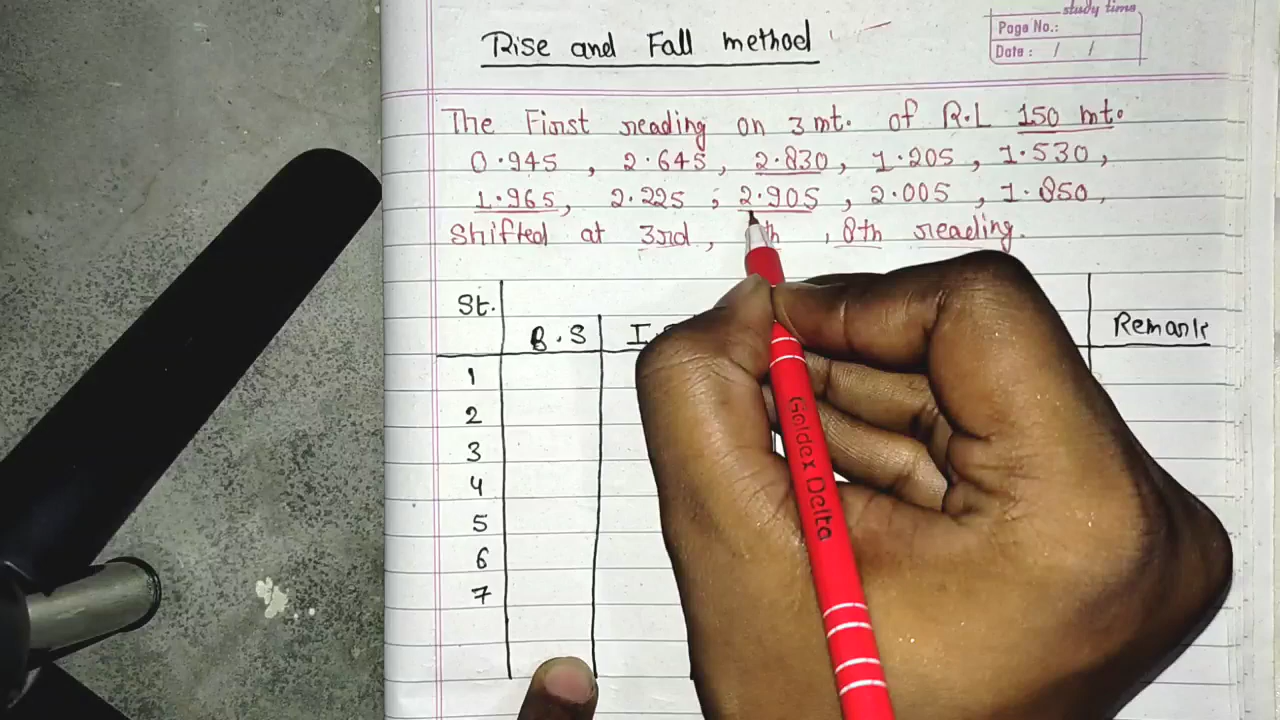 study time
Page No.:
Date : / /
Rise and Fall method
The First reading on 3 mt. of R.L 150 mt.
0.945 , 2.645, 2.830, 1.205, 1.530,
1.965, 2.225 , 2.905 , 2.005 , 1.850,
Shifted at 3rd, th , 8th reading.
St.
B.S
Remark
1
2
3
4
5
6
7
Goldex Delta